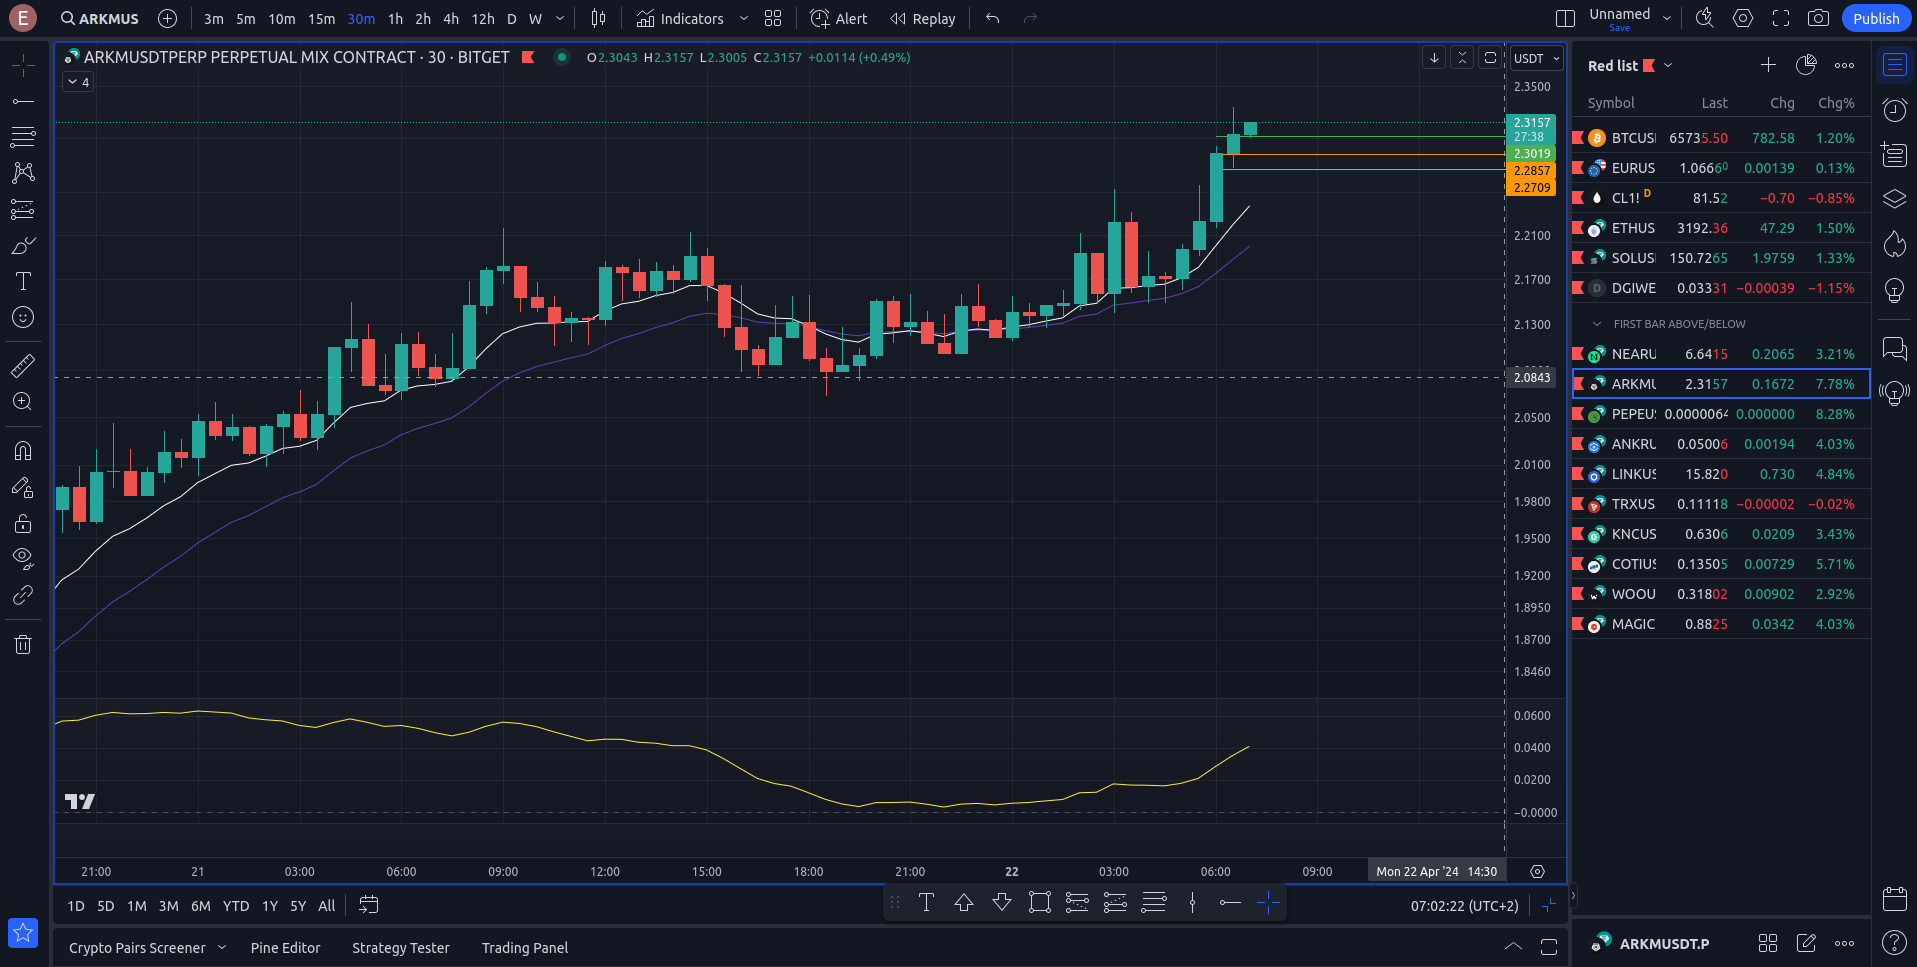 E ARKMUS 3m 5m 10m 15m 30m 1h 2h 4h 12h D W Indicators Alert Replay Unnamed Save Publish
ARKMUSDTPERP PERPETUAL MIX CONTRACT · 30 · BITGET O2.3043 H2.3157 L2.3005 C2.3157 +0.0114 (+0.49%) USDT
4
2.3500
2.3157
27:38
2.3019
2.2857
2.2709
2.2100
2.1700
2.1300
2.0843
2.0500
2.0100
1.9800
1.9500
1.9200
1.8950
1.8700
1.8460
0.0600
0.0400
0.0200
−0.0000
21:00 21 03:00 06:00 09:00 12:00 15:00 18:00 21:00 22 03:00 06:00 09:00 Mon 22 Apr '24 14:30
1D 5D 1M 3M 6M YTD 1Y 5Y All 07:02:22 (UTC+2)
Crypto Pairs Screener Pine Editor Strategy Tester Trading Panel
Red list
Symbol Last Chg Chg%
BTCUS 65735.50 782.58 1.20%
EURUS 1.06660 0.00139 0.13%
CL1! D 81.52 −0.70 −0.85%
ETHUS 3192.36 47.29 1.50%
SOLUS 150.7265 1.9759 1.33%
D DGIWE 0.03331 −0.00039 −1.15%
FIRST BAR ABOVE/BELOW
NEARU 6.6415 0.2065 3.21%
ARKMU 2.3157 0.1672 7.78%
PEPEUS 0.0000064 0.000000 8.28%
ANKRU 0.05006 0.00194 4.03%
LINKUS 15.820 0.730 4.84%
TRXUS 0.11118 −0.00002 −0.02%
KNCUS 0.6306 0.0209 3.43%
COTIUS 0.13505 0.00729 5.71%
WOOU 0.31802 0.00902 2.92%
MAGIC 0.8825 0.0342 4.03%
ARKMUSDT.P